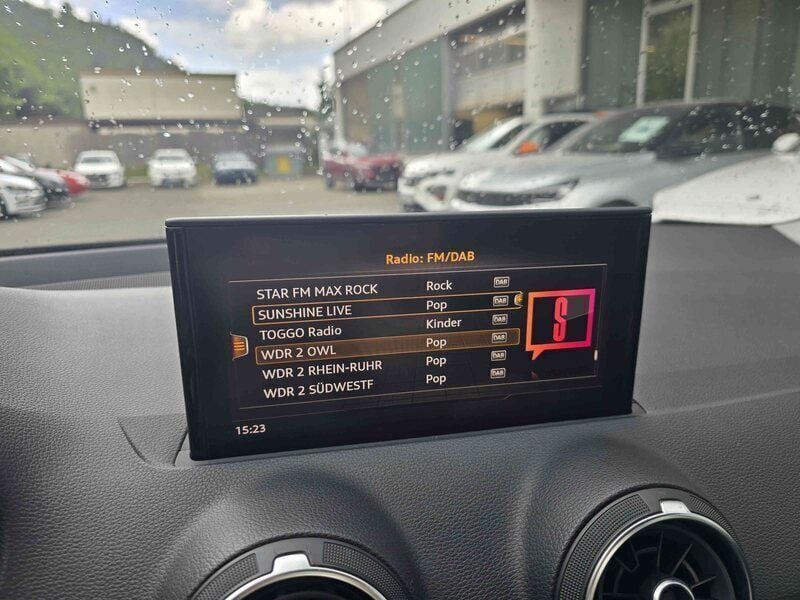 Radio: FM/DAB
STAR FM MAX ROCK Rock DAB
SUNSHINE LIVE Pop DAB
TOGGO Radio Kinder DAB
WDR 2 OWL Pop DAB
WDR 2 RHEIN-RUHR Pop DAB
WDR 2 SÜDWESTF Pop DAB
S
15:23